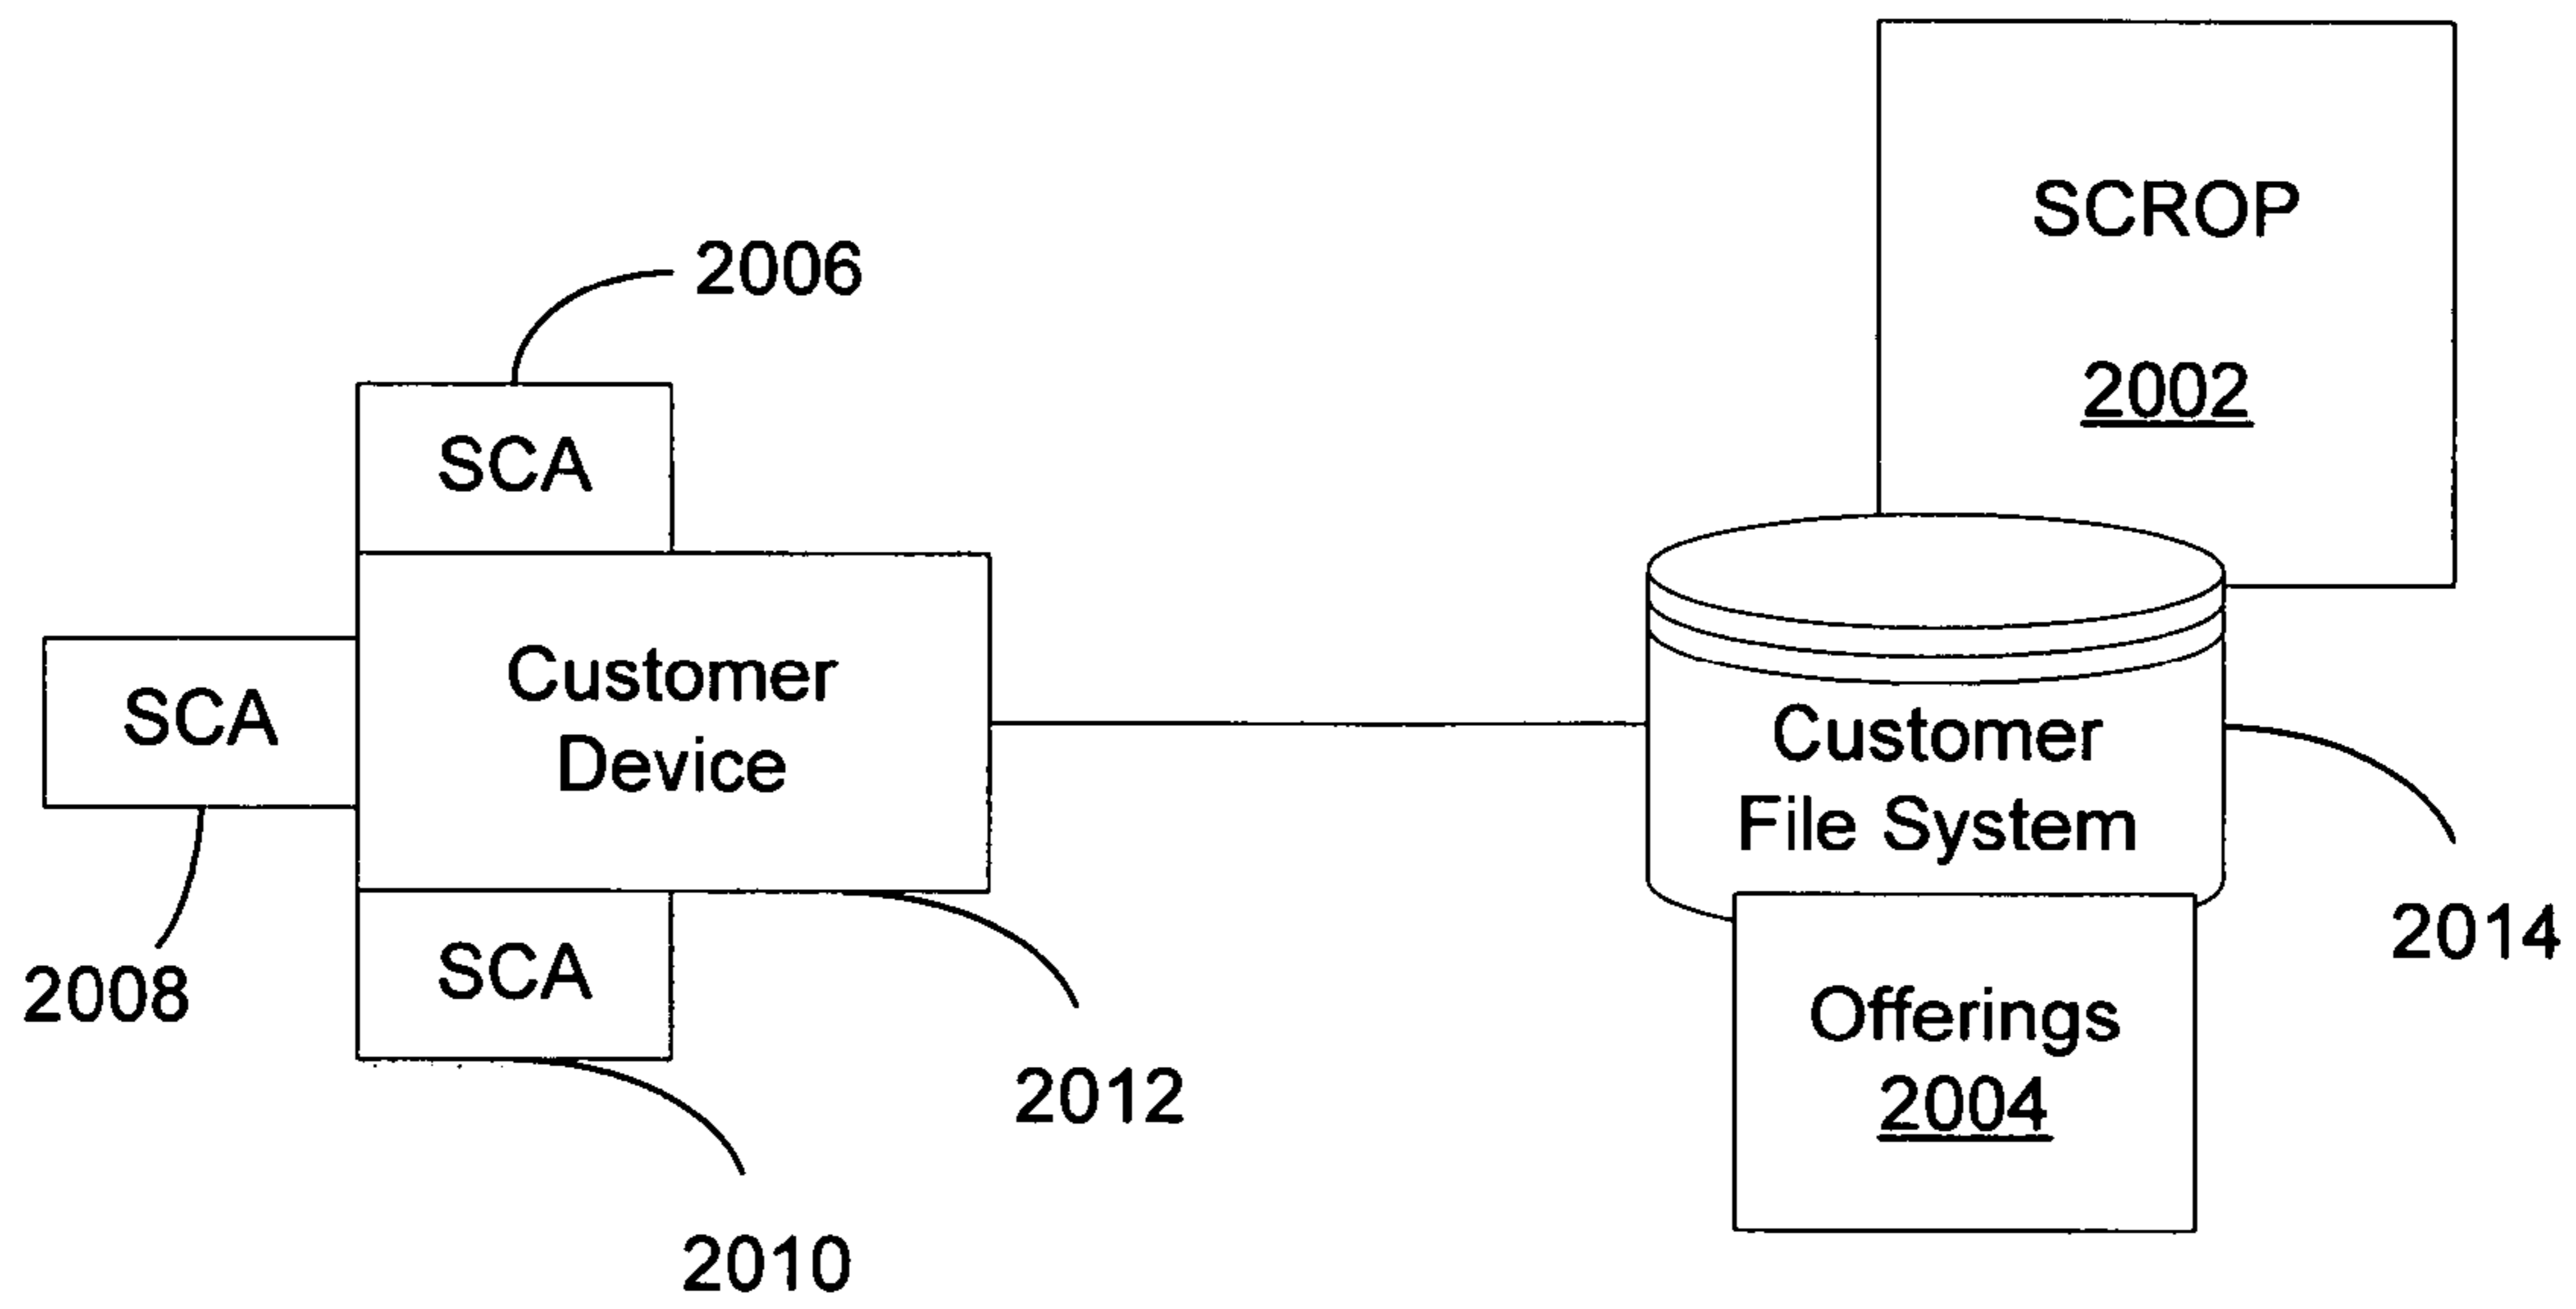 SCROP
2002
2006
SCA
Customer
Device
SCA
2008
SCA
2010
2012
Customer
File System
2014
Offerings
2004